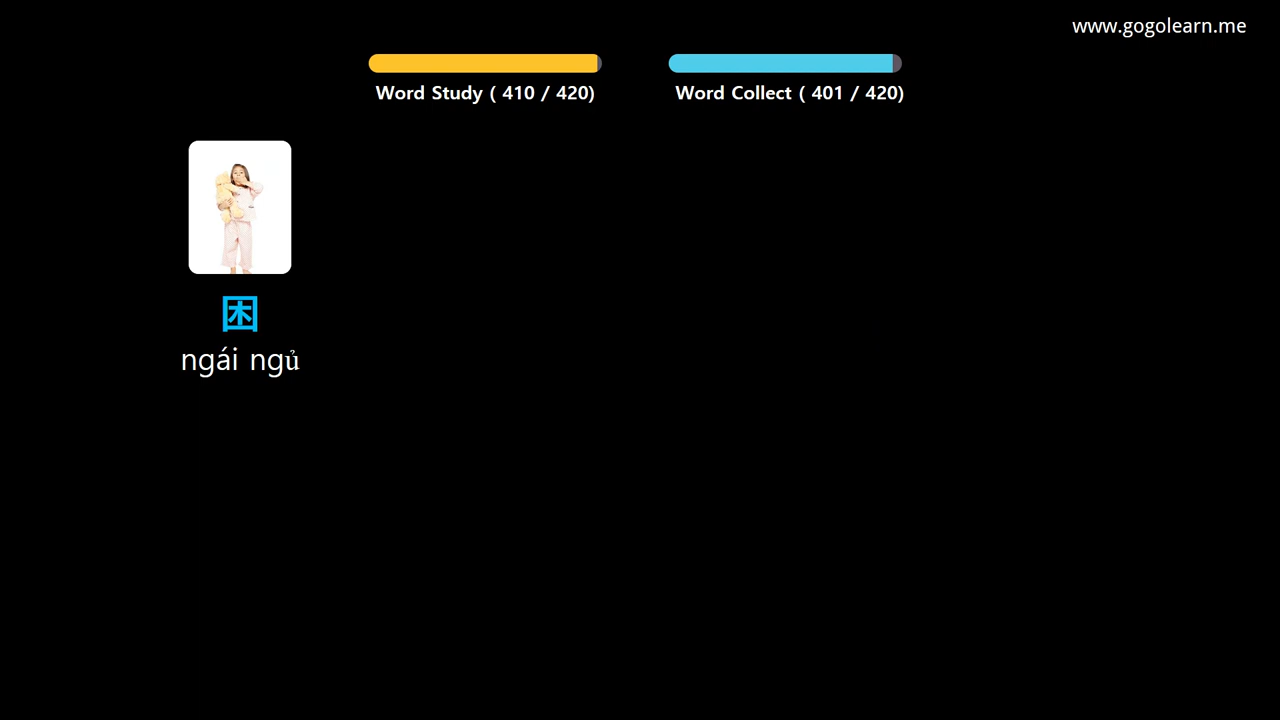 www.gogolearn.me
Word Study ( 410 / 420)
Word Collect ( 401 / 420)
困
ngái ngủ